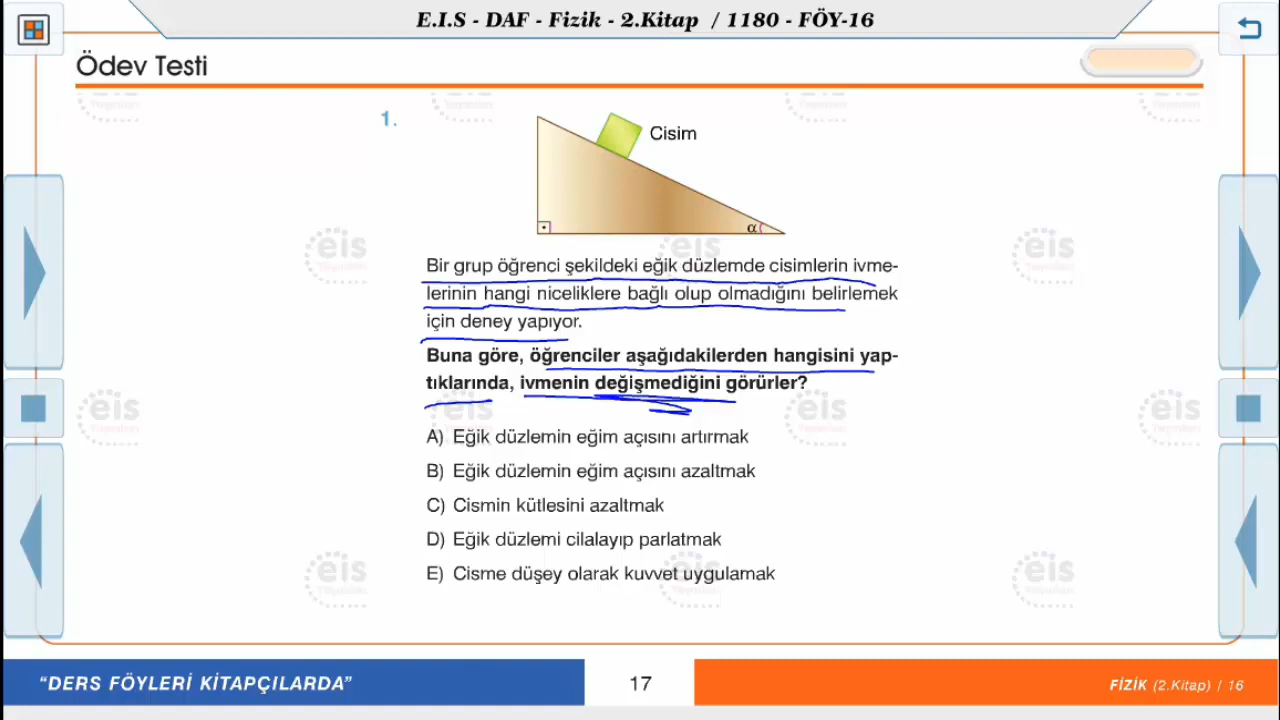 E.I.S - DAF - Fizik - 2.Kitap / 1180 - FÖY-16
Ödev Testi
1.
Cisim
α
Bir grup öğrenci şekildeki eğik düzlemde cisimlerin ivme-
lerinin hangi niceliklere bağlı olup olmadığını belirlemek
için deney yapıyor.
Buna göre, öğrenciler aşağıdakilerden hangisini yap-
tıklarında, ivmenin değişmediğini görürler?
A) Eğik düzlemin eğim açısını artırmak
B) Eğik düzlemin eğim açısını azaltmak
C) Cismin kütlesini azaltmak
D) Eğik düzlemi cilalayıp parlatmak
E) Cisme düşey olarak kuvvet uygulamak
eis Yayınları
"DERS FÖYLERİ KİTAPÇILARDA"
17
FİZİK (2.Kitap) / 16